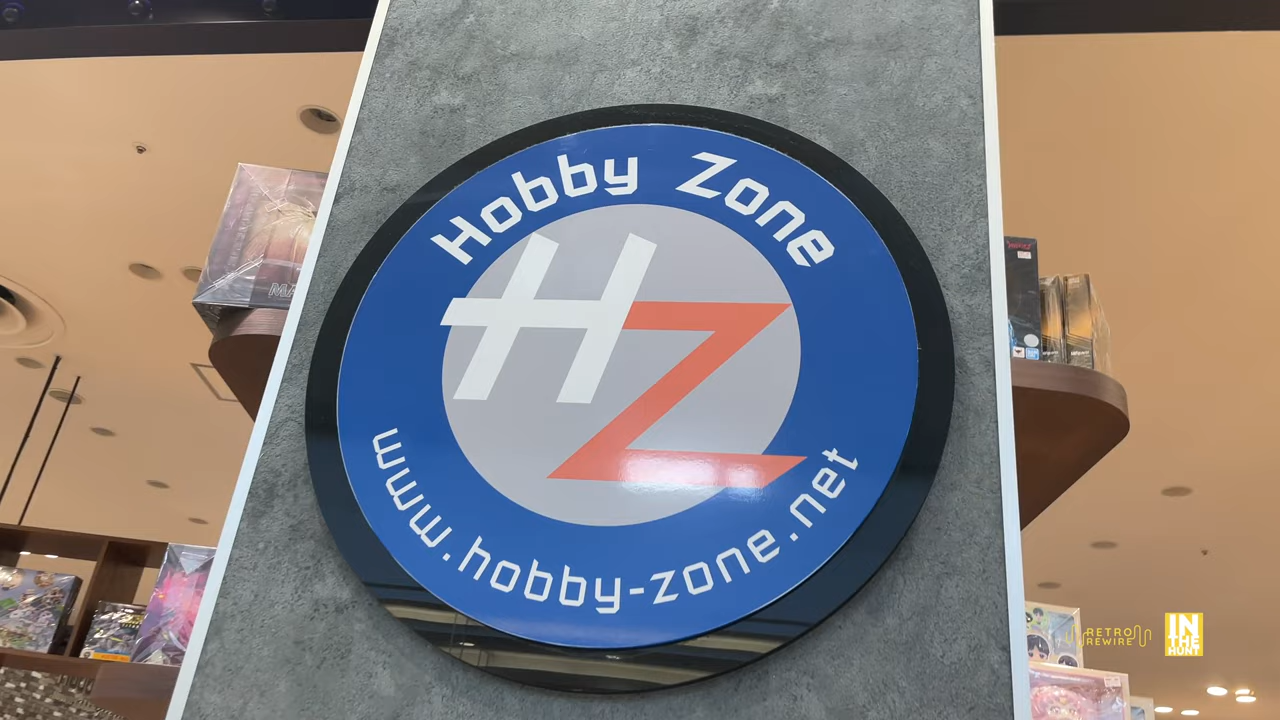 Hobby Zone
HZ
www.hobby-zone.net
RETRO
REWIRE
IN
THE
HUNT